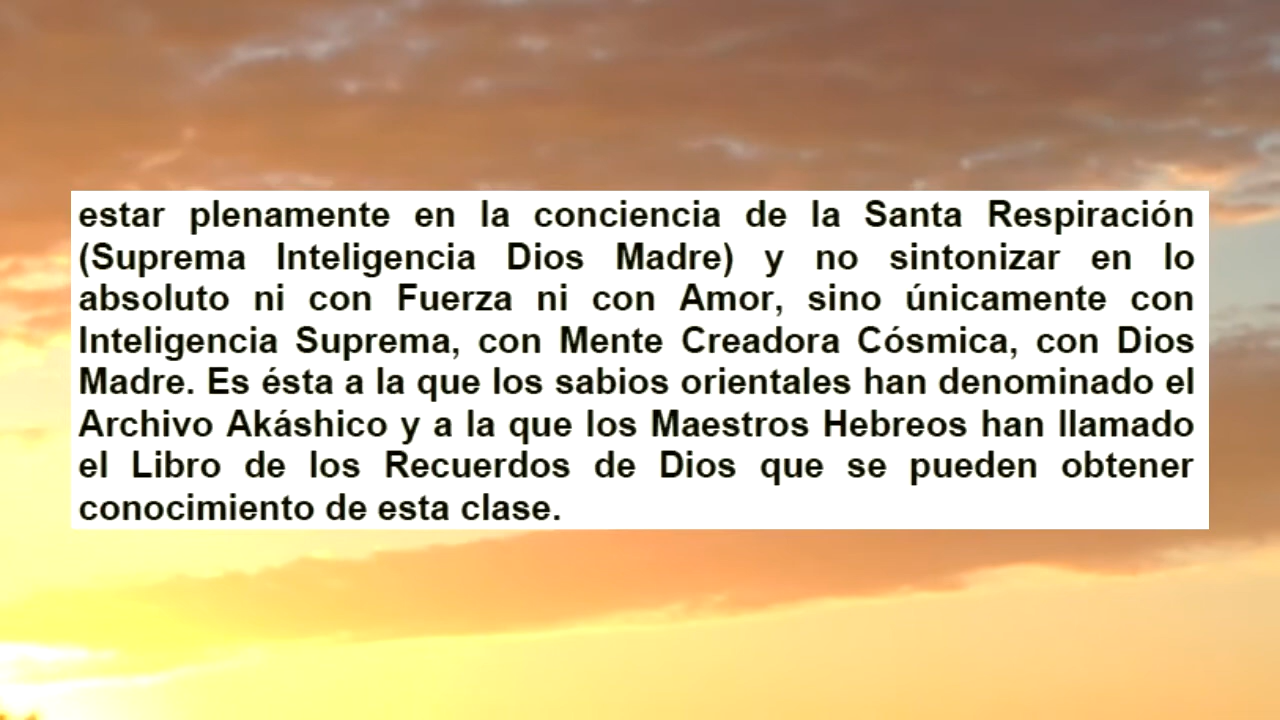 estar plenamente en la conciencia de la Santa Respiración
(Suprema Inteligencia Dios Madre) y no sintonizar en lo
absoluto ni con Fuerza ni con Amor, sino únicamente con
Inteligencia Suprema, con Mente Creadora Cósmica, con Dios
Madre. Es ésta a la que los sabios orientales han denominado el
Archivo Akáshico y a la que los Maestros Hebreos han llamado
el Libro de los Recuerdos de Dios que se pueden obtener
conocimiento de esta clase.